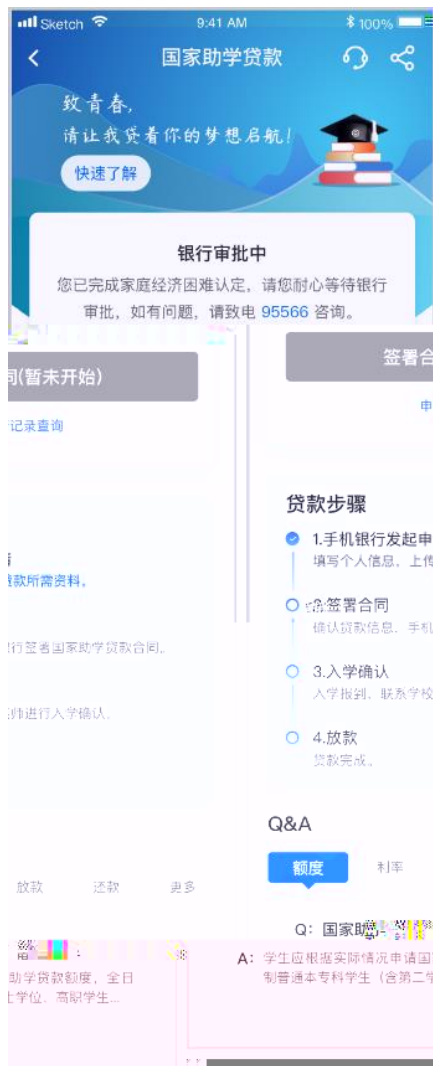 Sketch 9:41 AM 100%
国家助学贷款
致青春,
请让我贷着你的梦想启航!
快速了解
银行审批中
您已完成家庭经济困难认定，请您耐心等待银行
审批，如有问题，请致电 95566 咨询。
签署合
(暂未开始)
申
记录查询
贷款步骤
1.手机银行发起申
填写个人信息，上传
款所需资料。
签署合同
确认贷款信息，手机
行签署国家助学贷款合同。
3.入学确认
入学报到，联系学校
师进行入学确认。
4.放款
贷款完成。
Q&A
额度 利率
放款 还款 更多
Q：国家助
A：学生应根据实际情况申请国
助学贷款额度，全日
制普通本专科学生（含第二学
士学位、高职学生...